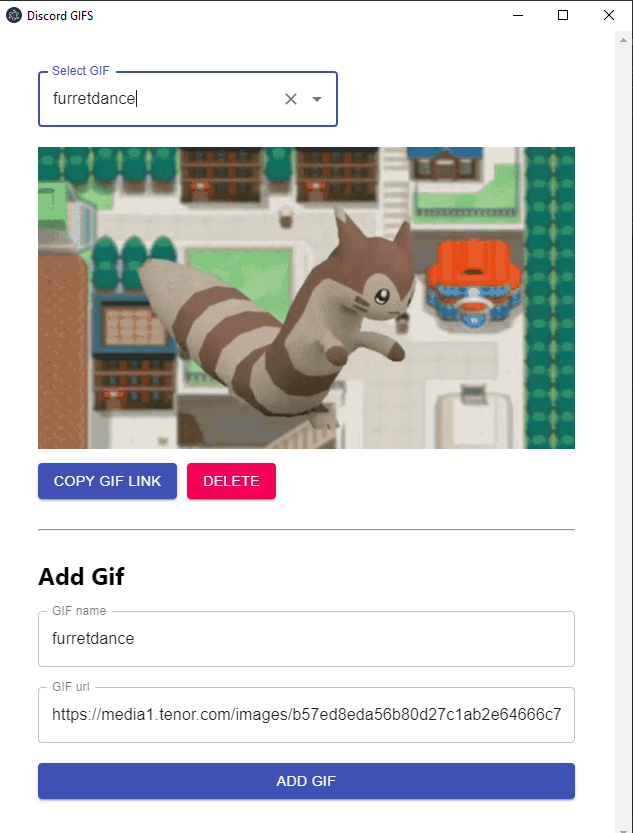 Discord GIFS
Select GIF
furretdance
COPY GIF LINK
DELETE
Add Gif
GIF name
furretdance
GIF url
https://media1.tenor.com/images/b57ed8eda56b80d27c1ab2e64666c7
ADD GIF